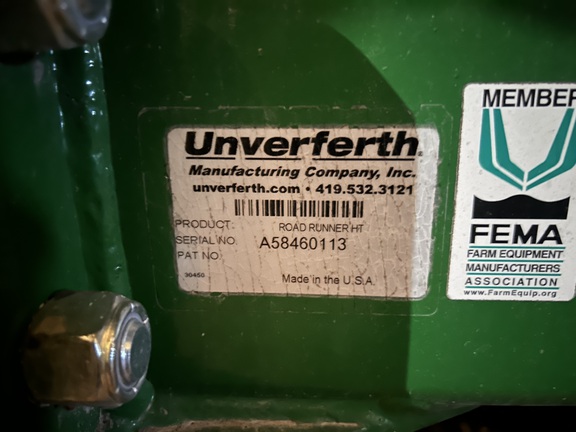 Unverferth
Manufacturing Company, Inc.
unverferth.com • 419.532.3121
PRODUCT: ROAD RUNNER HT
SERIAL NO. A58460113
PAT NO.
30450 Made in the U.S.A.
MEMBER
FEMA
FARM EQUIPMENT
MANUFACTURERS
ASSOCIATION
www.FarmEquip.org